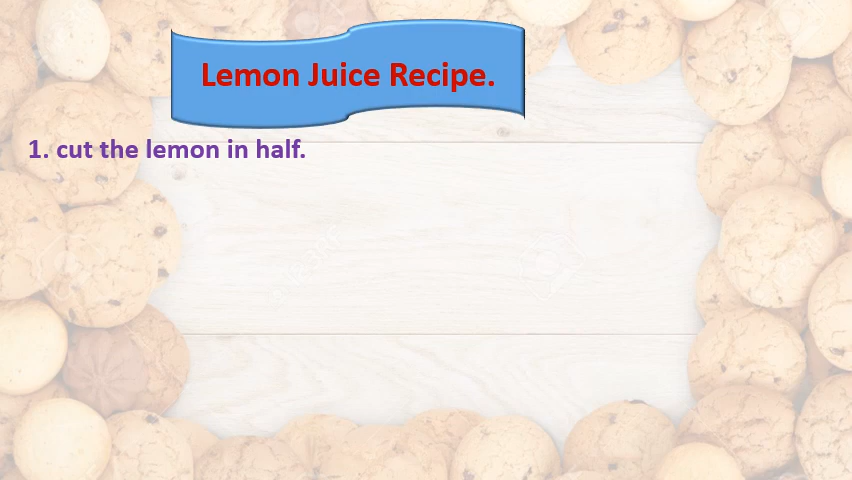 Lemon Juice Recipe.
1. cut the lemon in half.